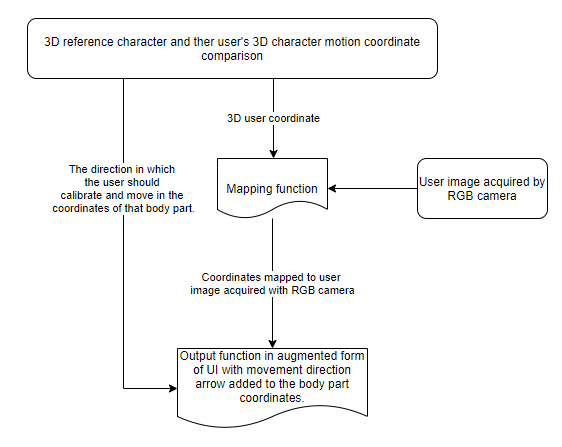 3D reference character and ther user's 3D character motion coordinate
comparison
3D user coordinate
The direction in which
the user should
calibrate and move in the
coordinates of that body part.
Mapping function
User image acquired by
RGB camera
Coordinates mapped to user
image acquired with RGB camera
Output function in augmented form
of UI with movement direction
arrow added to the body part
coordinates.